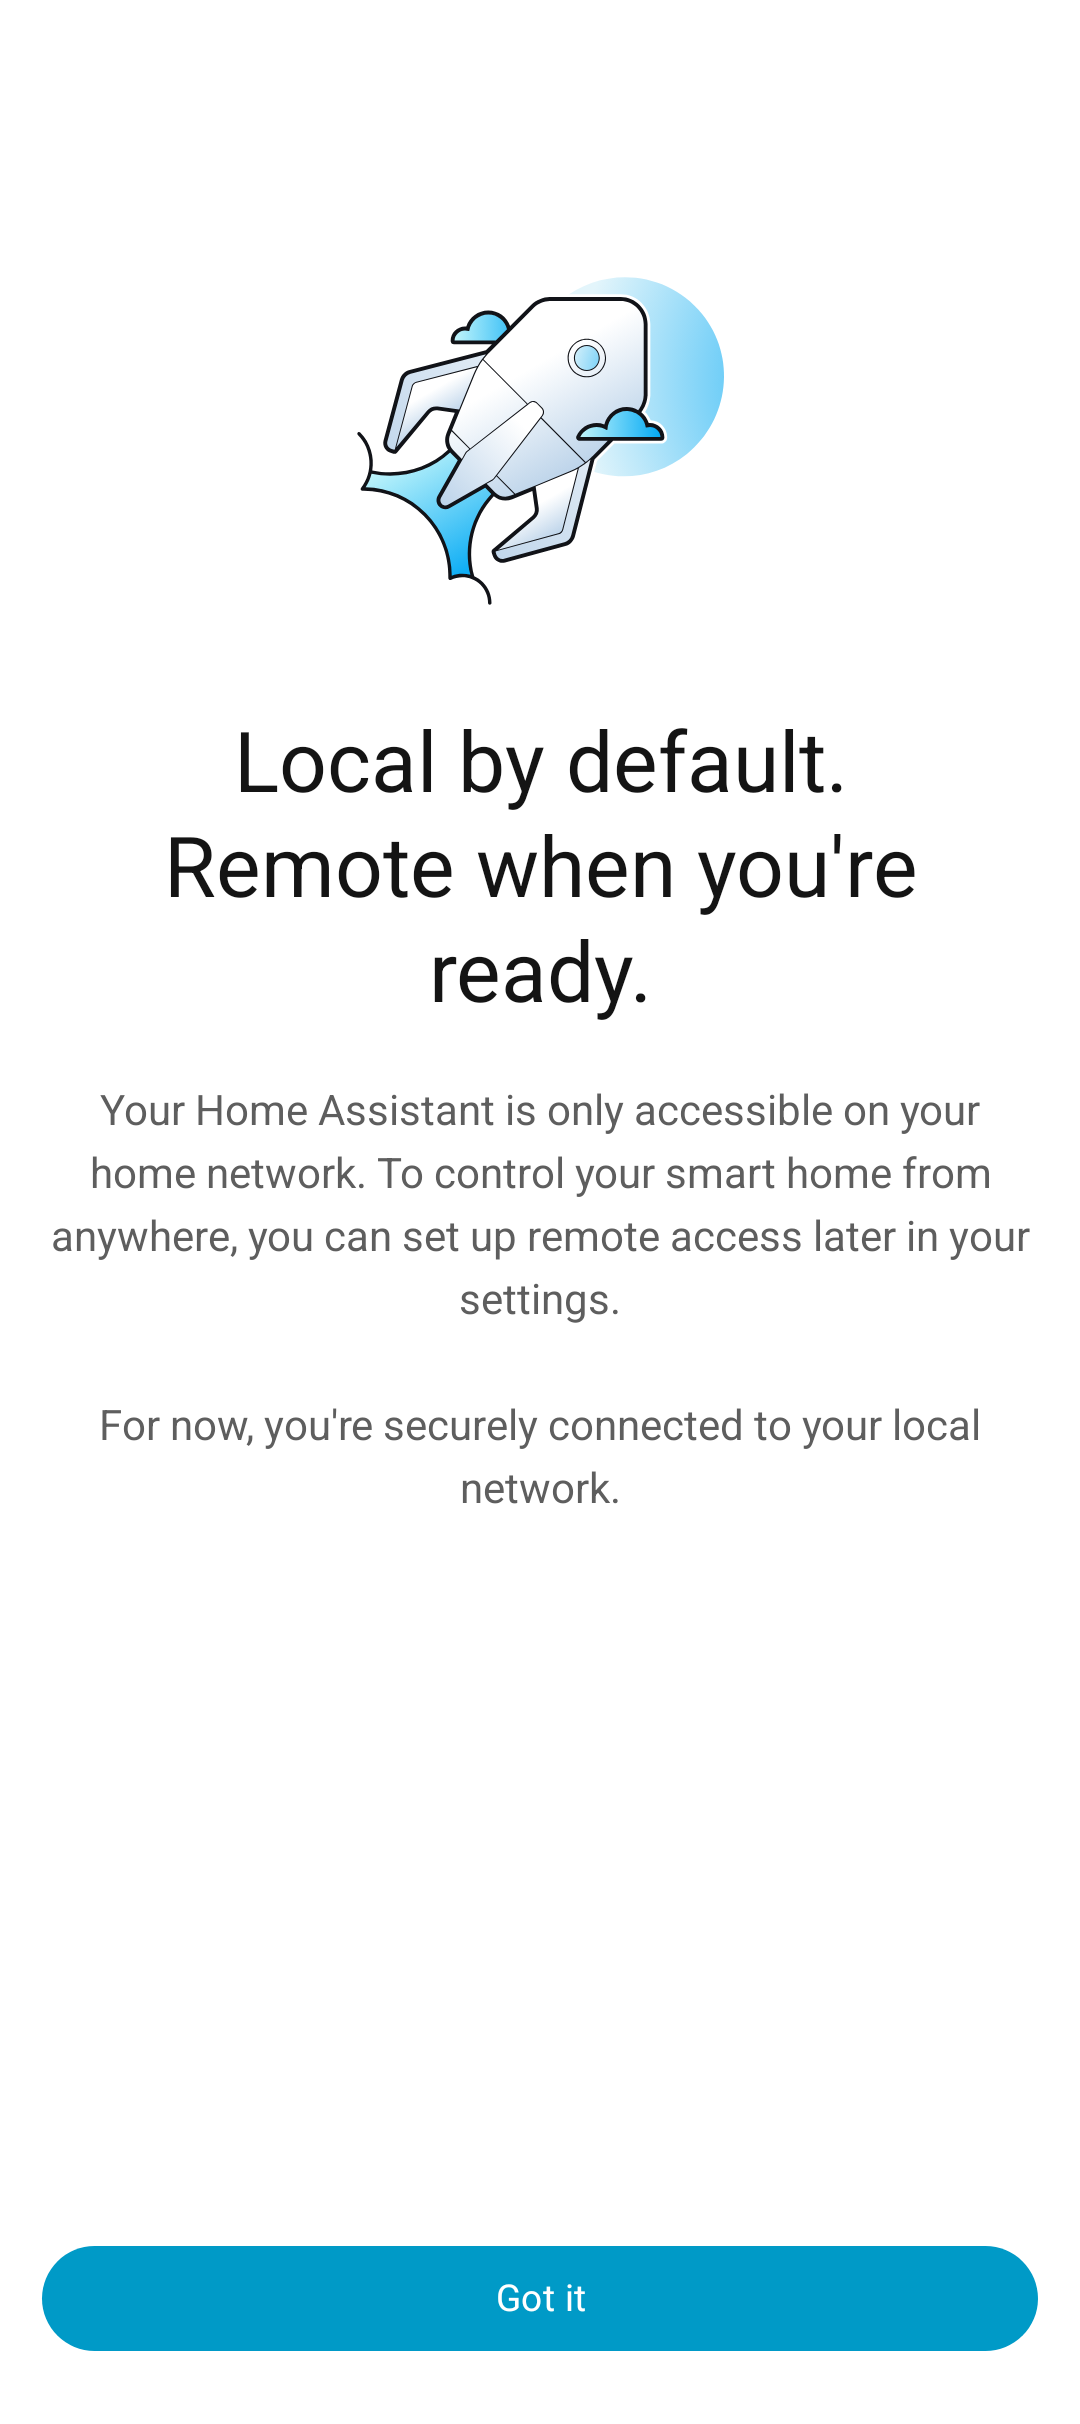 Local by default.
Remote when you're
ready.
Your Home Assistant is only accessible on your
home network. To control your smart home from
anywhere, you can set up remote access later in your
settings.
For now, you're securely connected to your local
network.
Got it